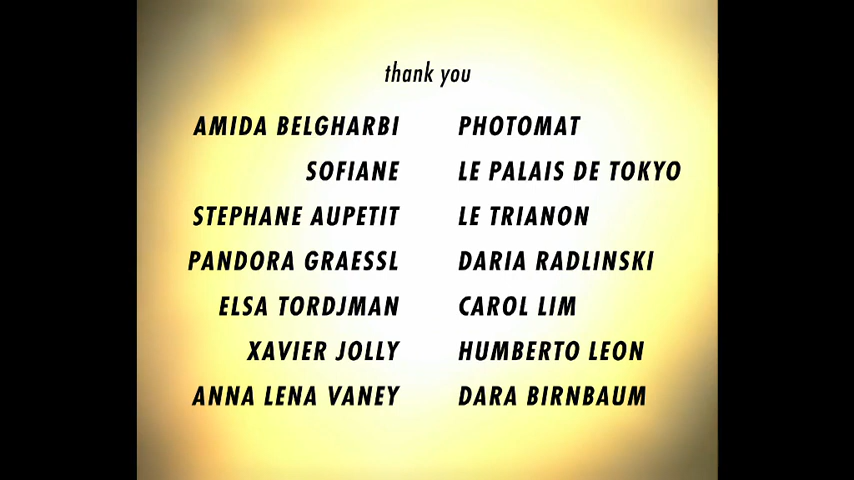 thank you
AMIDA BELGHARBI PHOTOMAT
SOFIANE LE PALAIS DE TOKYO
STEPHANE AUPETIT LE TRIANON
PANDORA GRAESSL DARIA RADLINSKI
ELSA TORDJMAN CAROL LIM
XAVIER JOLLY HUMBERTO LEON
ANNA LENA VANEY DARA BIRNBAUM